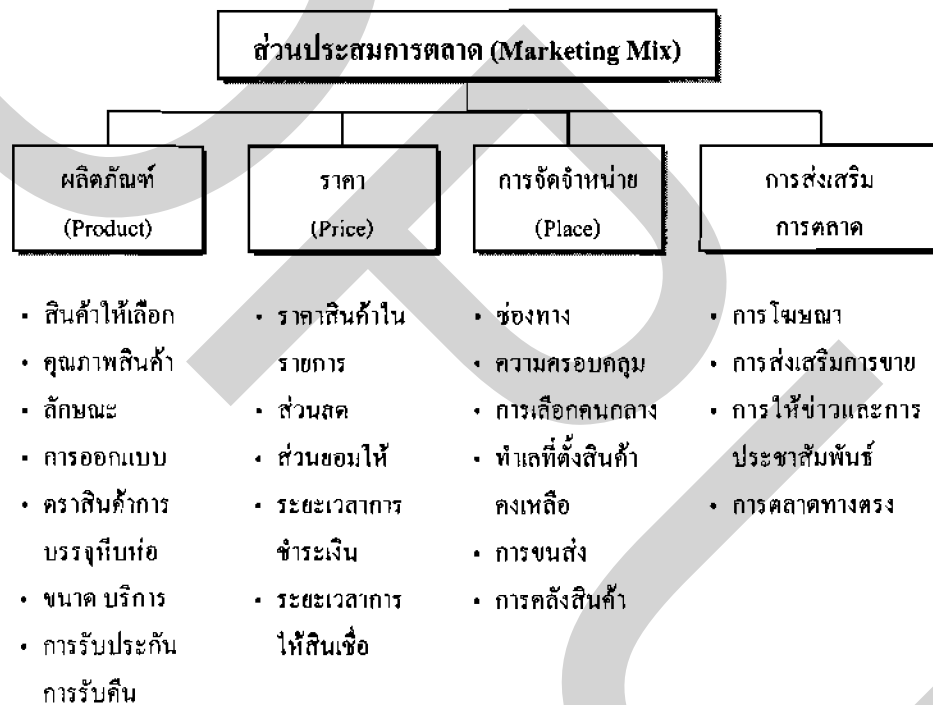 ส่วนประสมการตลาด (Marketing Mix)
ผลิตภัณฑ์
(Product)
ราคา
(Price)
การจัดจำหน่าย
(Place)
การส่งเสริม
การตลาด
• สินค้าให้เลือก
• คุณภาพสินค้า
• ลักษณะ
• การออกแบบ
• ตราสินค้าการ
บรรจุหีบห่อ
• ขนาด บริการ
• การรับประกัน
การรับคืน
• ราคาสินค้าใน
รายการ
• ส่วนลด
• ส่วนยอมให้
• ระยะเวลาการ
ชำระเงิน
• ระยะเวลาการ
ให้สินเชื่อ
• ช่องทาง
• ความครอบคลุม
• การเลือกคนกลาง
• ทำเลที่ตั้งสินค้า
คงเหลือ
• การขนส่ง
• การคลังสินค้า
• การโฆษณา
• การส่งเสริมการขาย
• การให้ข่าวและการ
ประชาสัมพันธ์
• การตลาดทางตรง